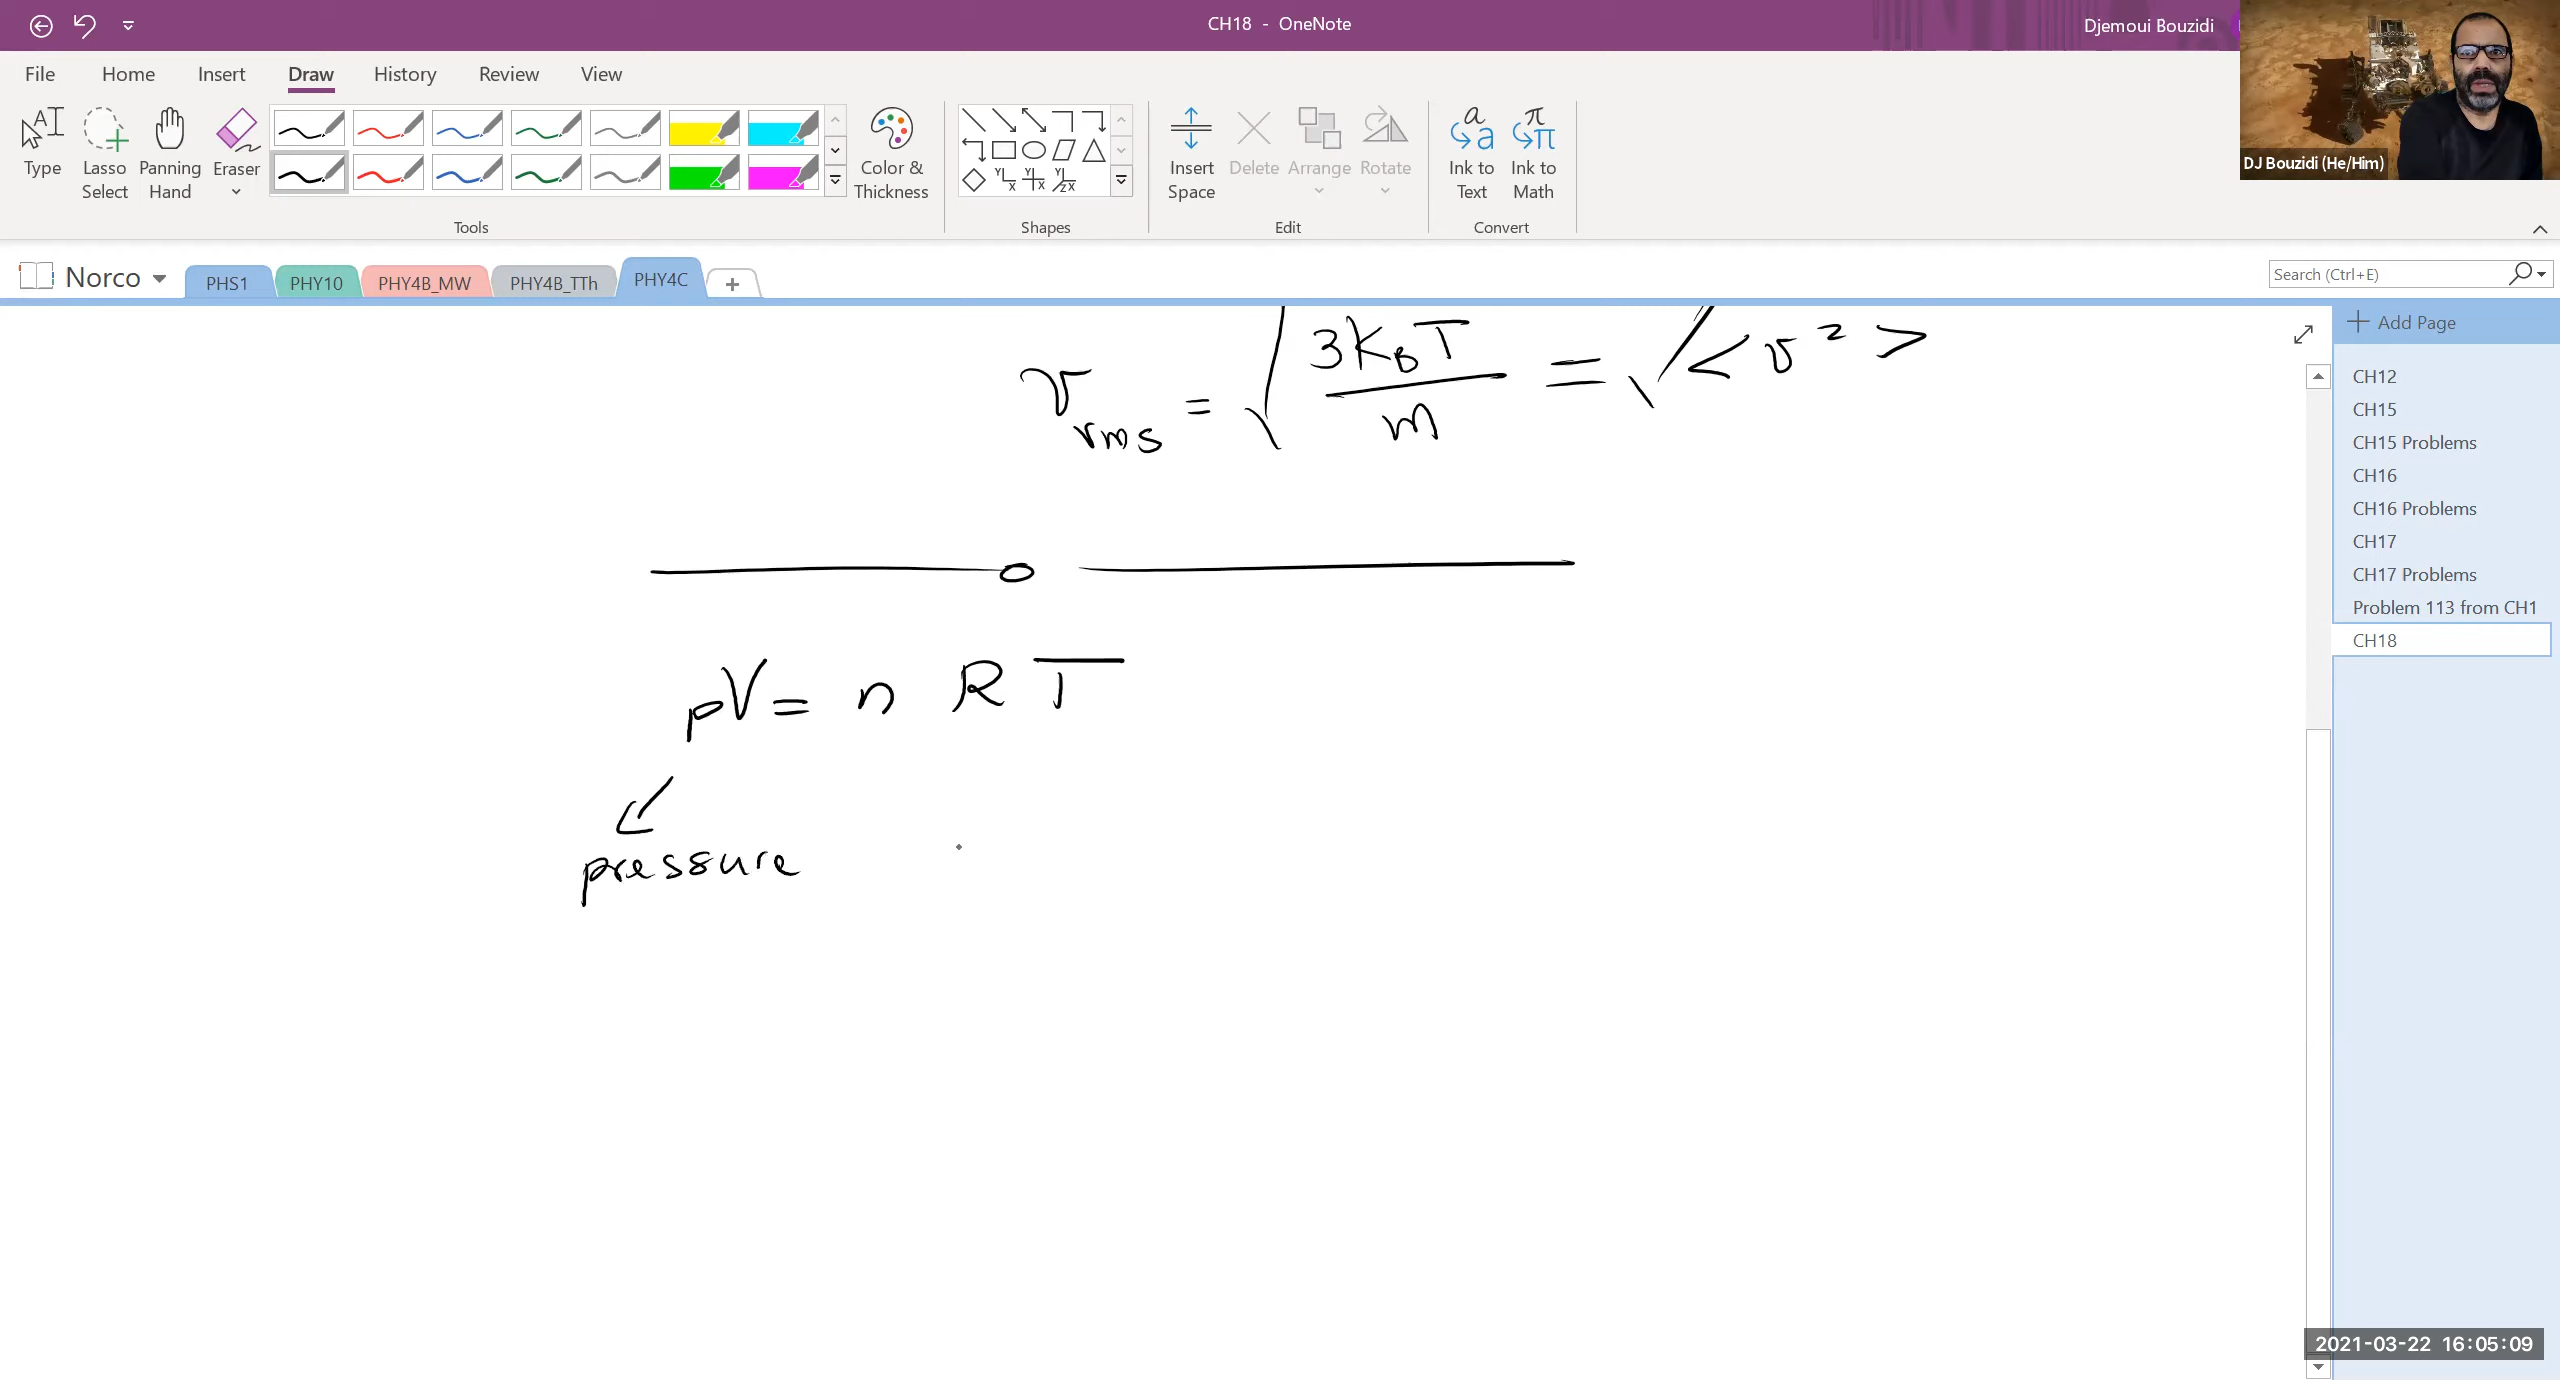 CH18 - OneNote
Djemoui Bouzidi
File Home Insert Draw History Review View
Type
Lasso Select
Panning Hand
Eraser
Color & Thickness
Insert Space
Delete
Arrange
Rotate
Ink to Text
Ink to Math
Tools
Shapes
Edit
Convert
DJ Bouzidi (He/Him)
Norco
PHS1
PHY10
PHY4B_MW
PHY4B_TTh
PHY4C
Search (Ctrl+E)
Add Page
CH12
CH15
CH15 Problems
CH16
CH16 Problems
CH17
CH17 Problems
Problem 113 from CH1
CH18
v_rms = √(3K_BT/m) = √<v²>
pV = n R T
pressure
2021-03-22 16:05:09